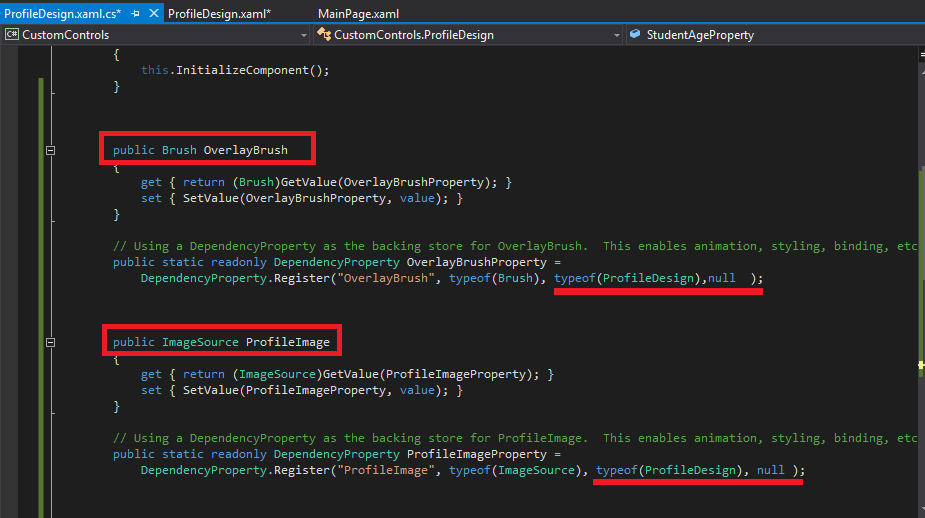 ProfileDesign.xaml.cs* ProfileDesign.xaml* MainPage.xaml
C# CustomControls CustomControls.ProfileDesign StudentAgeProperty
{
this.InitializeComponent();
}
public Brush OverlayBrush
{
get { return (Brush)GetValue(OverlayBrushProperty); }
set { SetValue(OverlayBrushProperty, value); }
}
// Using a DependencyProperty as the backing store for OverlayBrush.  This enables animation, styling, binding, etc
public static readonly DependencyProperty OverlayBrushProperty =
DependencyProperty.Register("OverlayBrush", typeof(Brush), typeof(ProfileDesign),null  );
public ImageSource ProfileImage
{
get { return (ImageSource)GetValue(ProfileImageProperty); }
set { SetValue(ProfileImageProperty, value); }
}
// Using a DependencyProperty as the backing store for ProfileImage.  This enables animation, styling, binding, etc
public static readonly DependencyProperty ProfileImageProperty =
DependencyProperty.Register("ProfileImage", typeof(ImageSource), typeof(ProfileDesign), null );